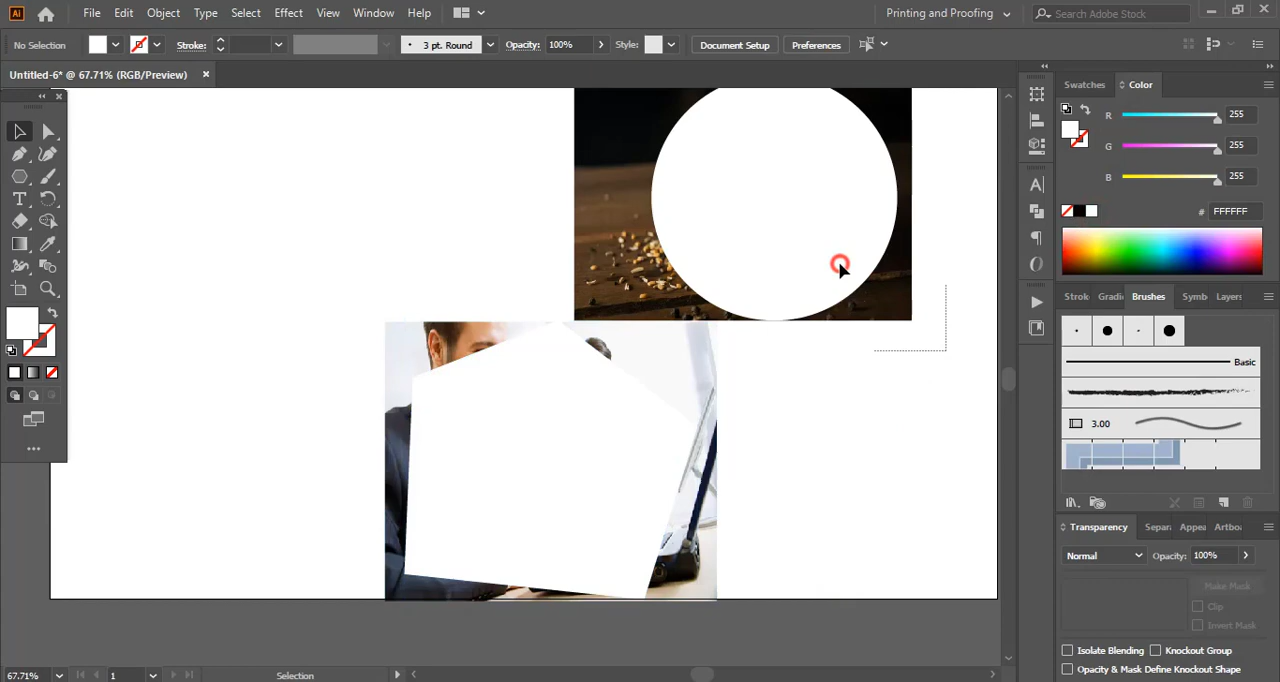 Ai File Edit Object Type Select Effect View Window Help Printing and Proofing Search Adobe Stock
No Selection Stroke: 3 pt. Round Opacity: 100% Style: Document Setup Preferences
Untitled-6* @ 67.71% (RGB/Preview)
Swatches Color
R 255
G 255
B 255
# FFFFFF
Stroke Gradi Brushes Symb Layers
Basic
3.00
Transparency Separ Appea Artbo
Normal Opacity: 100%
Make Mask
Clip
Invert Mask
Isolate Blending Knockout Group
Opacity & Mask Define Knockout Shape
67.71% 1 Selection